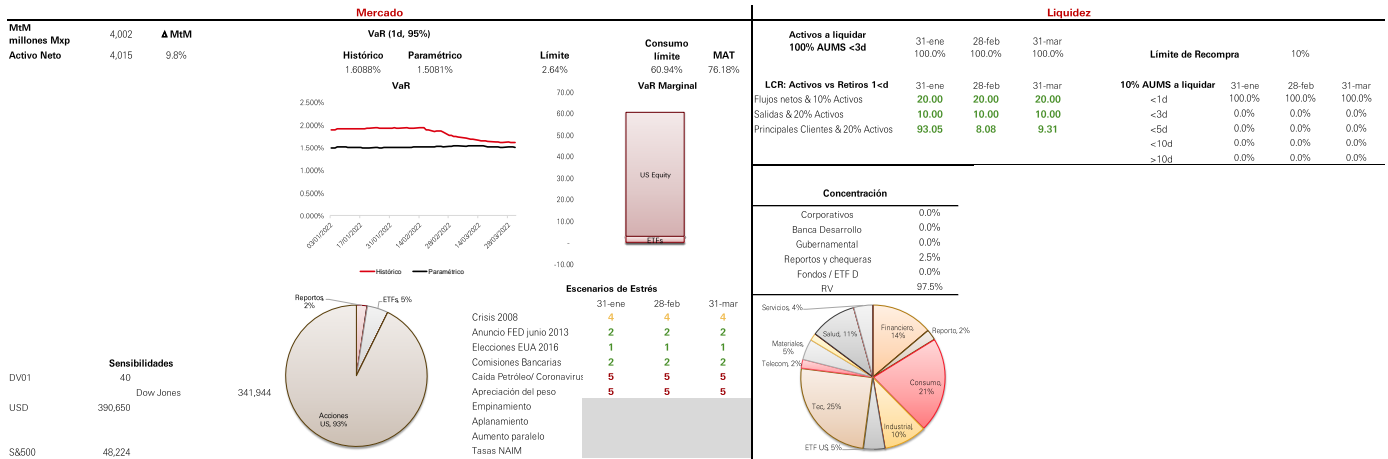 Mercado
MtM
millones Mxp 4,002 Δ MtM
Activo Neto 4,015 9.8%
VaR (1d, 95%)
Histórico Paramétrico Límite Consumo límite MAT
1.6088% 1.5081% 2.64% 60.94% 76.18%
VaR
2.500%
2.000%
1.500%
1.000%
0.500%
0.000%
03/01/2022 17/01/2022 31/01/2022 14/02/2022 28/02/2022 14/03/2022 28/03/2022
Histórico Paramétrico
VaR Marginal
70.00
60.00
50.00
40.00
30.00
20.00
10.00
-
-10.00
US Equity
ETFs
Reportos, 2%
ETFs, 5%
Acciones US, 93%
Sensibilidades
DV01 40
Dow Jones 341,944
USD 390,650
S&500 48,224
Escenarios de Estrés
31-ene 28-feb 31-mar
Crisis 2008 4 4 4
Anuncio FED junio 2013 2 2 2
Elecciones EUA 2016 1 1 1
Comisiones Bancarias 2 2 2
Caída Petróleo/ Coronavirus 5 5 5
Apreciación del peso 5 5 5
Empinamiento
Aplanamiento
Aumento paralelo
Tasas NAIM
Liquidez
Activos a liquidar
100% AUMS <3d
31-ene 28-feb 31-mar
100.0% 100.0% 100.0%
Límite de Recompra 10%
LCR: Activos vs Retiros 1<d 31-ene 28-feb 31-mar
Flujos netos & 10% Activos 20.00 20.00 20.00
Salidas & 20% Activos 10.00 10.00 10.00
Principales Clientes & 20% Activos 93.05 8.08 9.31
10% AUMS a liquidar 31-ene 28-feb 31-mar
<1d 100.0% 100.0% 100.0%
<3d 0.0% 0.0% 0.0%
<5d 0.0% 0.0% 0.0%
<10d 0.0% 0.0% 0.0%
>10d 0.0% 0.0% 0.0%
Concentración
Corporativos 0.0%
Banca Desarrollo 0.0%
Gubernamental 0.0%
Reportos y chequeras 2.5%
Fondos / ETF D 0.0%
RV 97.5%
Servicios, 4%
Financiero, 14%
Reporto, 2%
Consumo, 21%
Industrial, 10%
ETF US, 5%
Tec, 25%
Telecom, 2%
Materiales, 5%
Salud, 11%